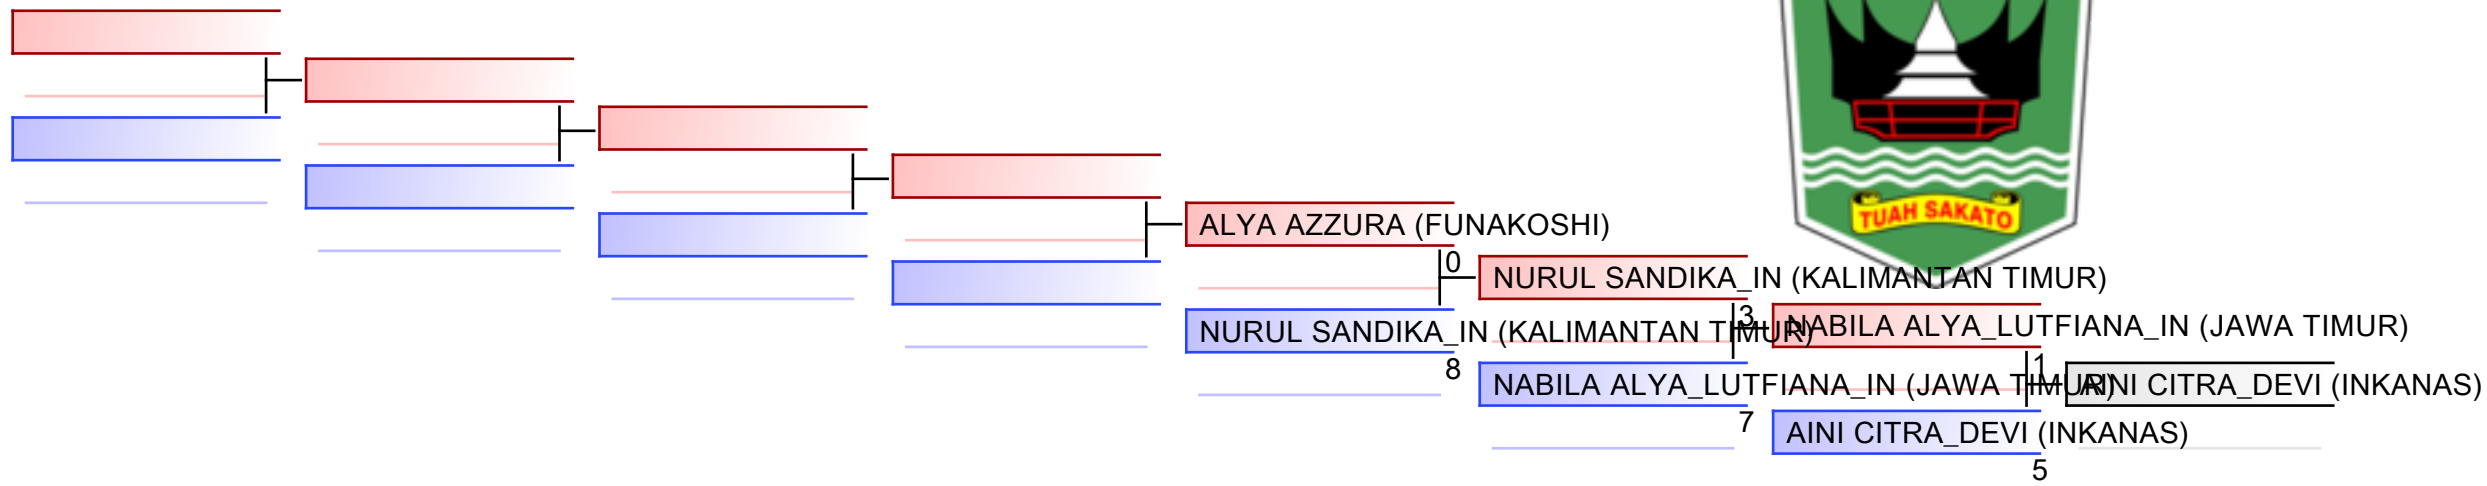 TUAH SAKATO
ALYA AZZURA (FUNAKOSHI)
0
NURUL SANDIKA_IN (KALIMANTAN TIMUR)
8
NURUL SANDIKA_IN (KALIMANTAN TIMUR)
3
NABILA ALYA_LUTFIANA_IN (JAWA TIMUR)
7
NABILA ALYA_LUTFIANA_IN (JAWA TIMUR)
1
AINI CITRA_DEVI (INKANAS)
5
AINI CITRA_DEVI (INKANAS)